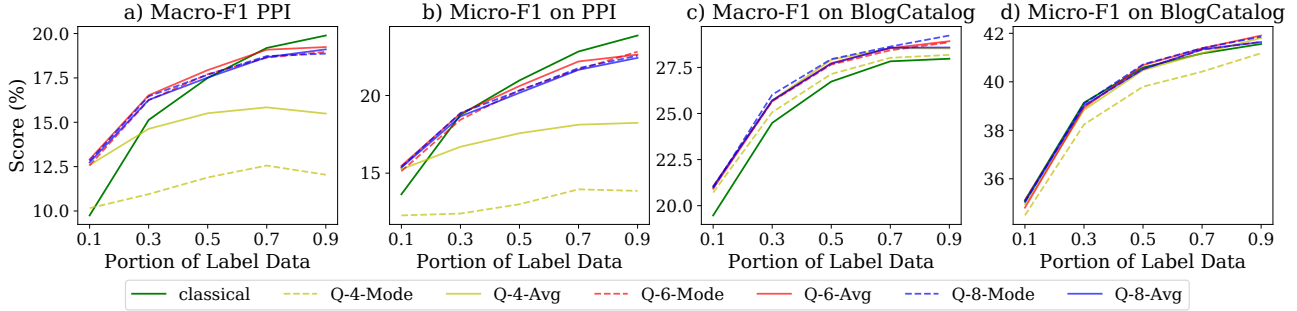 a) Macro-F1 PPI
b) Micro-F1 on PPI
c) Macro-F1 on BlogCatalog
d) Micro-F1 on BlogCatalog
Score (%)
20.0
17.5
15.0
12.5
10.0
0.1 0.3 0.5 0.7 0.9
Portion of Label Data
20
15
0.1 0.3 0.5 0.7 0.9
Portion of Label Data
27.5
25.0
22.5
20.0
0.1 0.3 0.5 0.7 0.9
Portion of Label Data
42
40
38
36
0.1 0.3 0.5 0.7 0.9
Portion of Label Data
classical Q-4-Mode Q-4-Avg Q-6-Mode Q-6-Avg Q-8-Mode Q-8-Avg